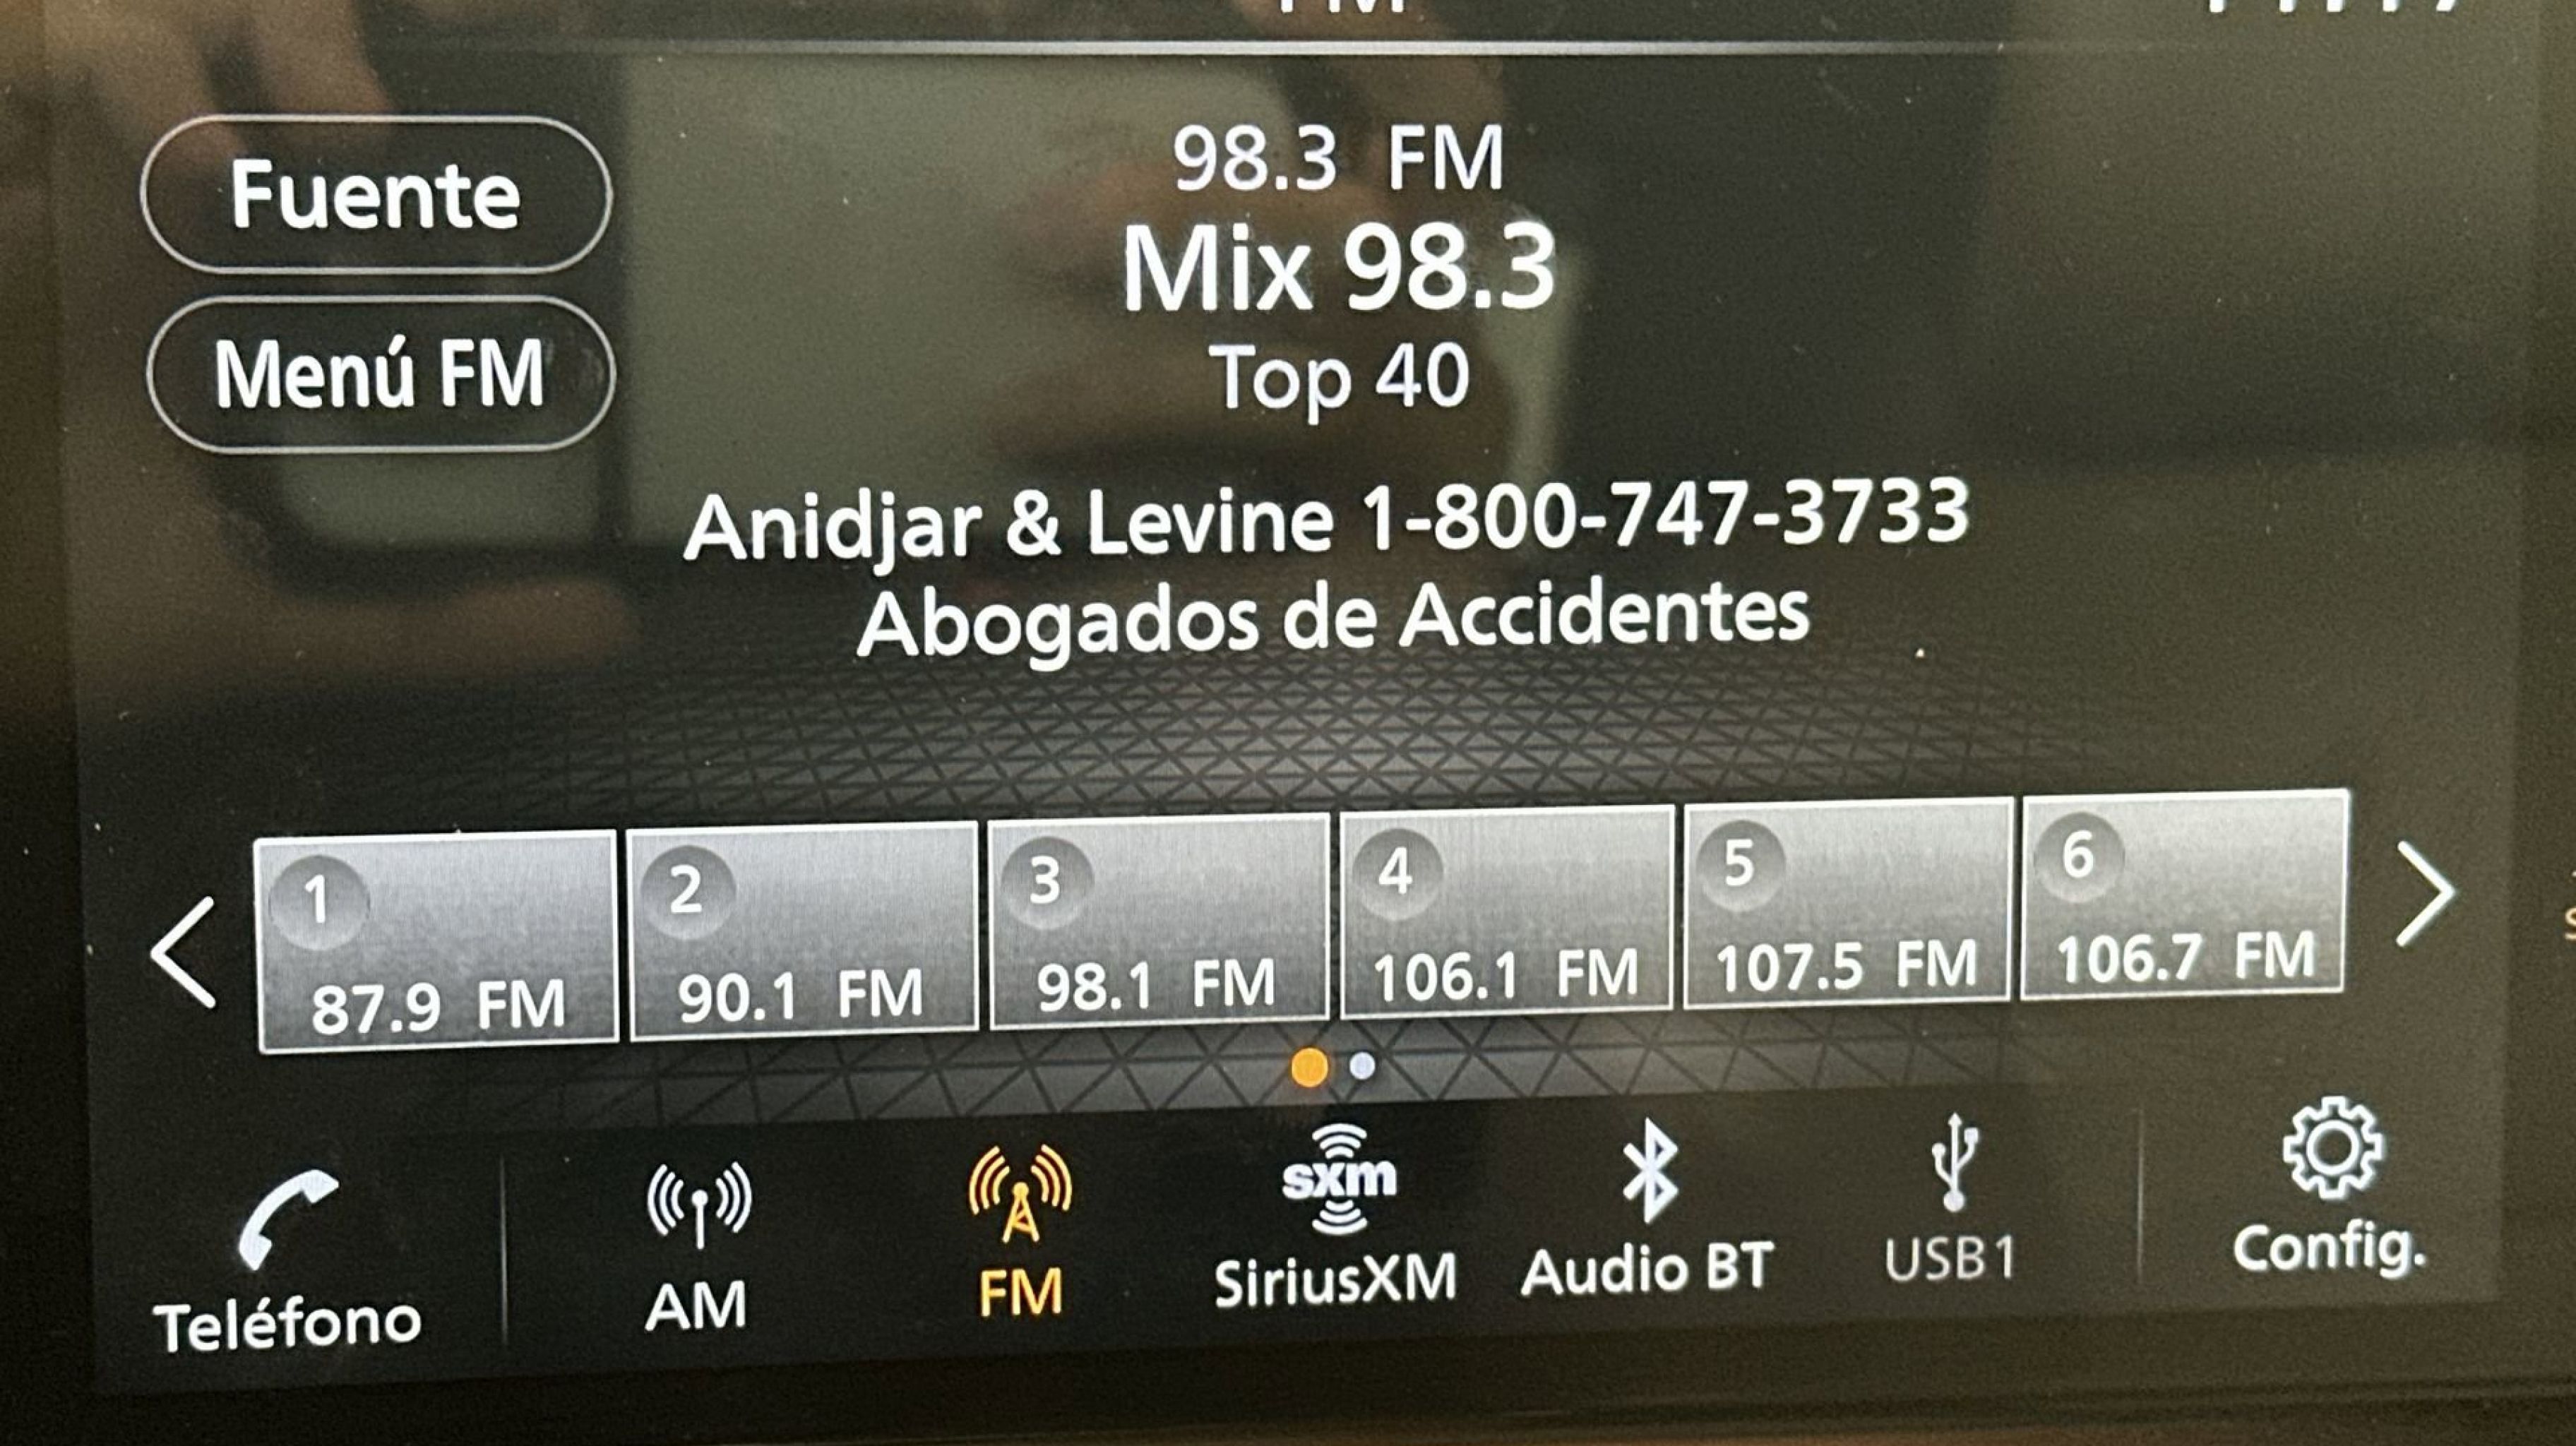 Fuente
Menú FM
98.3 FM
Mix 98.3
Top 40
Anidjar & Levine 1-800-747-3733
Abogados de Accidentes
1
87.9 FM
2
90.1 FM
3
98.1 FM
4
106.1 FM
5
107.5 FM
6
106.7 FM
Teléfono
AM
FM
sxm
SiriusXM
Audio BT
USB1
Config.